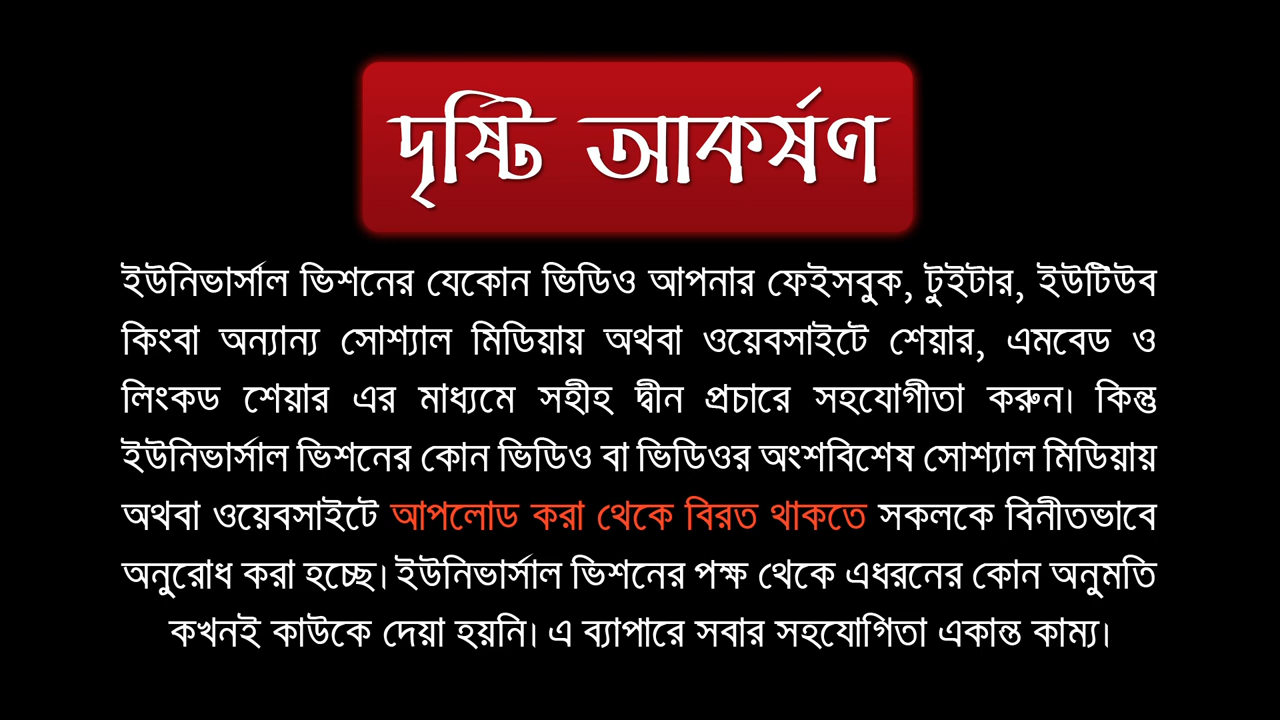 দৃষ্টি আকর্ষণ
ইউনিভার্সাল ভিশনের যেকোন ভিডিও আপনার ফেইসবুক, টুইটার, ইউটিউব
কিংবা অন্যান্য সোশ্যাল মিডিয়ায় অথবা ওয়েবসাইটে শেয়ার, এমবেড ও
লিংকড শেয়ার এর মাধ্যমে সহীহ দ্বীন প্রচারে সহযোগীতা করুন। কিন্তু
ইউনিভার্সাল ভিশনের কোন ভিডিও বা ভিডিওর অংশবিশেষ সোশ্যাল মিডিয়ায়
অথবা ওয়েবসাইটে আপলোড করা থেকে বিরত থাকতে সকলকে বিনীতভাবে
অনুরোধ করা হচ্ছে। ইউনিভার্সাল ভিশনের পক্ষ থেকে এধরনের কোন অনুমতি
কখনই কাউকে দেয়া হয়নি। এ ব্যাপারে সবার সহযোগিতা একান্ত কাম্য।